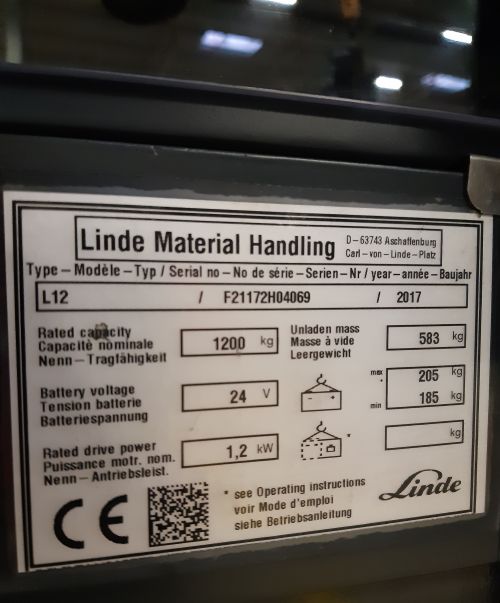 Linde Material Handling D–63743 Aschaffenburg
Carl–von–Linde–Platz
Type–Modèle–Typ / Serial no–No de série–Serien–Nr / year–année–Baujahr
L12 / F21172H04069 / 2017
Rated capacity
Capacité nominale
Nenn–Tragfähigkeit
1200 kg
Unladen mass
Masse à vide
Leergewicht
583 kg
Battery voltage
Tension batterie
Batteriespannung
24 V
- +
max 205 kg
* min 185 kg
Rated drive power
Puissance motr. nom.
Nenn–Antriebsleist.
1,2 kW
*
kg
CE
* see Operating instructions
voir Mode d'emploi
siehe Betriebsanleitung
Linde